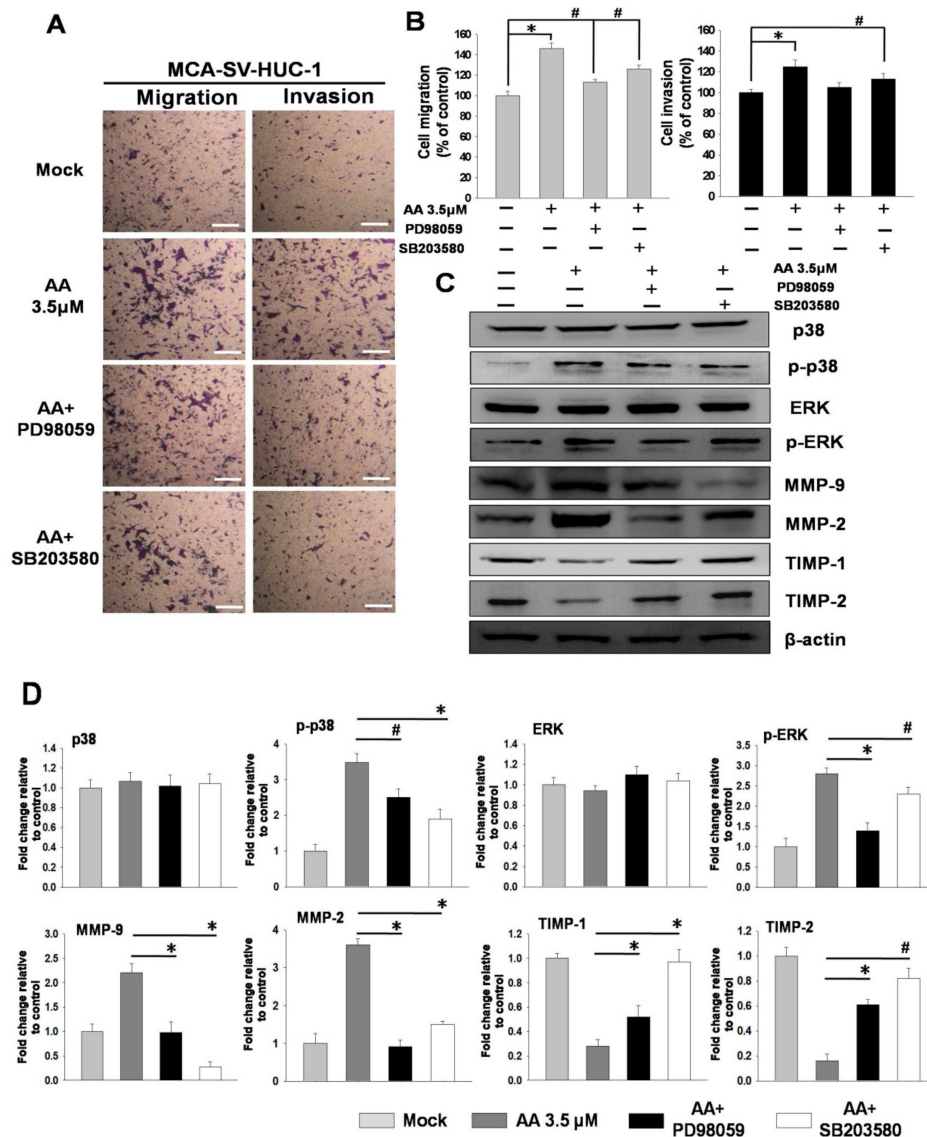 A
MCA-SV-HUC-1
Migration Invasion
Mock
AA
3.5µM
AA+
PD98059
AA+
SB203580
B
Cell migration
(% of control)
160
140
120
100
80
60
40
20
0
* # #
Cell invasion
(% of control)
160
140
120
100
80
60
40
20
0
* #
AA 3.5µM — + + +
PD98059 — — + —
SB203580 — — — +
— + + +
— — + —
— — — +
C
— + + + AA 3.5µM
— — + — PD98059
— — — + SB203580
p38
p-p38
ERK
p-ERK
MMP-9
MMP-2
TIMP-1
TIMP-2
β-actin
D
p38
Fold change relative
to control
1.4
1.2
1.0
0.8
0.6
0.4
0.2
0.0
p-p38
Fold change relative
to control
4
3
2
1
0
*
#
ERK
Fold change relative
to control
1.4
1.2
1.0
0.8
0.6
0.4
0.2
0.0
p-ERK
Fold change relative
to control
3.5
3.0
2.5
2.0
1.5
1.0
0.5
0.0
#
*
MMP-9
Fold change relative
to control
3.0
2.5
2.0
1.5
1.0
0.5
0.0
*
*
MMP-2
Fold change relative
to control
4
3
2
1
0
*
*
TIMP-1
Fold change relative
to control
1.2
1.0
0.8
0.6
0.4
0.2
0.0
*
*
TIMP-2
Fold change relative
to control
1.2
1.0
0.8
0.6
0.4
0.2
0.0
#
*
Mock
AA 3.5 µM
AA+
PD98059
AA+
SB203580